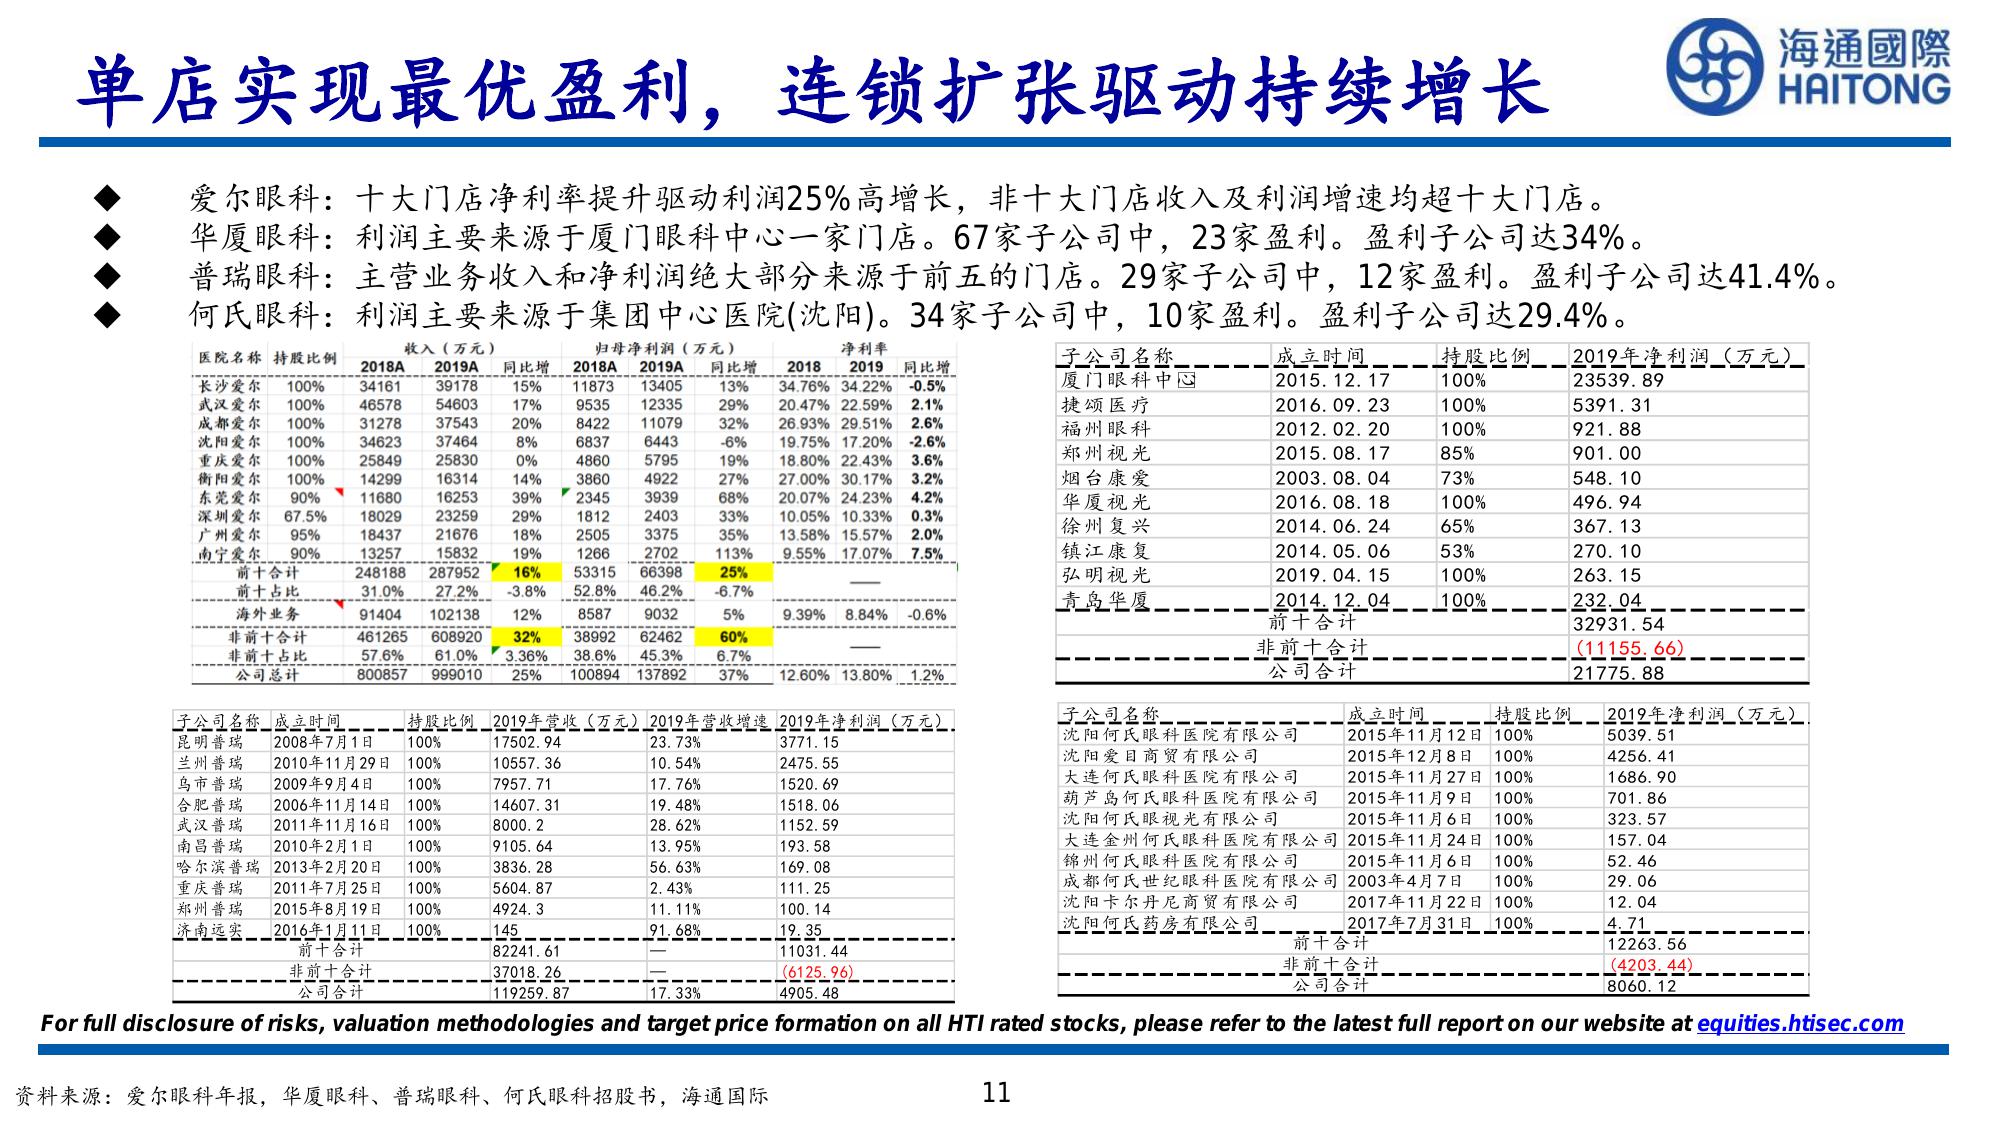 单店实现最优盈利，连锁扩张驱动持续增长
海通國際
HAITONG
◆ 爱尔眼科：十大门店净利率提升驱动利润25%高增长，非十大门店收入及利润增速均超十大门店。
◆ 华厦眼科：利润主要来源于厦门眼科中心一家门店。67家子公司中，23家盈利。盈利子公司达34%。
◆ 普瑞眼科：主营业务收入和净利润绝大部分来源于前五的门店。29家子公司中，12家盈利。盈利子公司达41.4%。
◆ 何氏眼科：利润主要来源于集团中心医院(沈阳)。34家子公司中，10家盈利。盈利子公司达29.4%。
医院名称 持股比例 收入（万元） 归母净利润（万元） 净利率
2018A 2019A 同比增 2018A 2019A 同比增 2018 2019 同比增
长沙爱尔 100% 34161 39178 15% 11873 13405 13% 34.76% 34.22% -0.5%
武汉爱尔 100% 46578 54603 17% 9535 12335 29% 20.47% 22.59% 2.1%
成都爱尔 100% 31278 37543 20% 8422 11079 32% 26.93% 29.51% 2.6%
沈阳爱尔 100% 34623 37464 8% 6837 6443 -6% 19.75% 17.20% -2.6%
重庆爱尔 100% 25849 25830 0% 4860 5795 19% 18.80% 22.43% 3.6%
衡阳爱尔 100% 14299 16314 14% 3860 4922 27% 27.00% 30.17% 3.2%
东莞爱尔 90% 11680 16253 39% 2345 3939 68% 20.07% 24.23% 4.2%
深圳爱尔 67.5% 18029 23259 29% 1812 2403 33% 10.05% 10.33% 0.3%
广州爱尔 95% 18437 21676 18% 2505 3375 35% 13.58% 15.57% 2.0%
南宁爱尔 90% 13257 15832 19% 1266 2702 113% 9.55% 17.07% 7.5%
前十合计 248188 287952 16% 53315 66398 25% —
前十占比 31.0% 27.2% -3.8% 52.8% 46.2% -6.7%
海外业务 91404 102138 12% 8587 9032 5% 9.39% 8.84% -0.6%
非前十合计 461265 608920 32% 38992 62462 60% —
非前十占比 57.6% 61.0% 3.36% 38.6% 45.3% 6.7%
公司总计 800857 999010 25% 100894 137892 37% 12.60% 13.80% 1.2%
子公司名称 成立时间 持股比例 2019年净利润（万元）
厦门眼科中心 2015.12.17 100% 23539.89
捷颂医疗 2016.09.23 100% 5391.31
福州眼科 2012.02.20 100% 921.88
郑州视光 2015.08.17 85% 901.00
烟台康爱 2003.08.04 73% 548.10
华厦视光 2016.08.18 100% 496.94
徐州复兴 2014.06.24 65% 367.13
镇江康复 2014.05.06 53% 270.10
弘明视光 2019.04.15 100% 263.15
青岛华厦 2014.12.04 100% 232.04
前十合计 32931.54
非前十合计 (11155.66)
公司合计 21775.88
子公司名称 成立时间 持股比例 2019年营收（万元） 2019年营收增速 2019年净利润（万元）
昆明普瑞 2008年7月1日 100% 17502.94 23.73% 3771.15
兰州普瑞 2010年11月29日 100% 10557.36 10.54% 2475.55
乌市普瑞 2009年9月4日 100% 7957.71 17.76% 1520.69
合肥普瑞 2006年11月14日 100% 14607.31 19.48% 1518.06
武汉普瑞 2011年11月16日 100% 8000.2 28.62% 1152.59
南昌普瑞 2010年2月1日 100% 9105.64 13.95% 193.58
哈尔滨普瑞 2013年2月20日 100% 3836.28 56.63% 169.08
重庆普瑞 2011年7月25日 100% 5604.87 2.43% 111.25
郑州普瑞 2015年8月19日 100% 4924.3 11.11% 100.14
济南远实 2016年1月11日 100% 145 91.68% 19.35
前十合计 82241.61 — 11031.44
非前十合计 37018.26 — (6125.96)
公司合计 119259.87 17.33% 4905.48
子公司名称 成立时间 持股比例 2019年净利润（万元）
沈阳何氏眼科医院有限公司 2015年11月12日 100% 5039.51
沈阳爱目商贸有限公司 2015年12月8日 100% 4256.41
大连何氏眼科医院有限公司 2015年11月27日 100% 1686.90
葫芦岛何氏眼科医院有限公司 2015年11月9日 100% 701.86
沈阳何氏眼视光有限公司 2015年11月6日 100% 323.57
大连金州何氏眼科医院有限公司 2015年11月24日 100% 157.04
锦州何氏眼科医院有限公司 2015年11月6日 100% 52.46
成都何氏世纪眼科医院有限公司 2003年4月7日 100% 29.06
沈阳卡尔丹尼商贸有限公司 2017年11月22日 100% 12.04
沈阳何氏药房有限公司 2017年7月31日 100% 4.71
前十合计 12263.56
非前十合计 (4203.44)
公司合计 8060.12
For full disclosure of risks, valuation methodologies and target price formation on all HTI rated stocks, please refer to the latest full report on our website at equities.htisec.com
资料来源：爱尔眼科年报，华厦眼科、普瑞眼科、何氏眼科招股书，海通国际
11